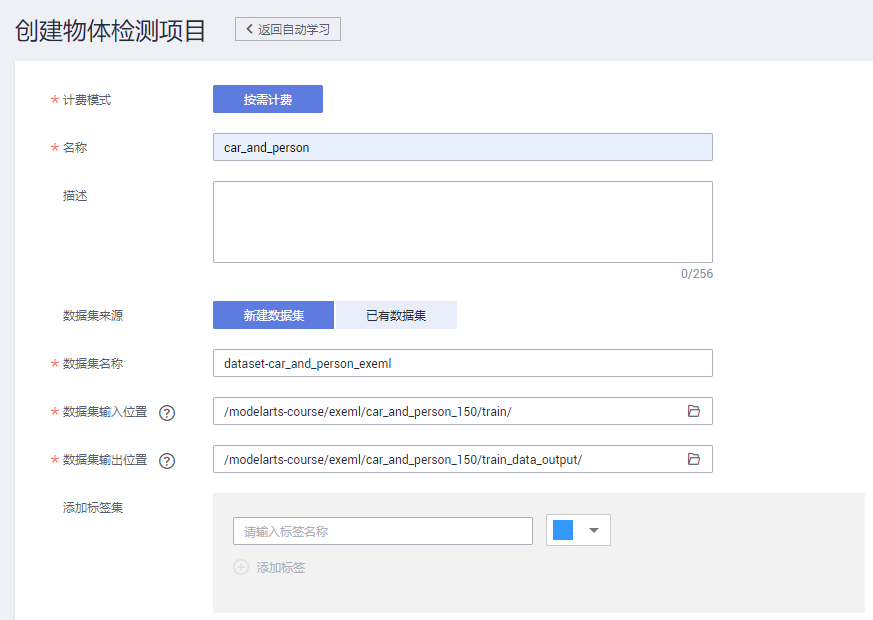 创建物体检测项目
返回自动学习
* 计费模式
按需计费
* 名称
car_and_person
描述
0/256
数据集来源
新建数据集
已有数据集
* 数据集名称
dataset-car_and_person_exeml
* 数据集输入位置 ?
/modelarts-course/exeml/car_and_person_150/train/
* 数据集输出位置 ?
/modelarts-course/exeml/car_and_person_150/train_data_output/
添加标签集
请输入标签名称
添加标签